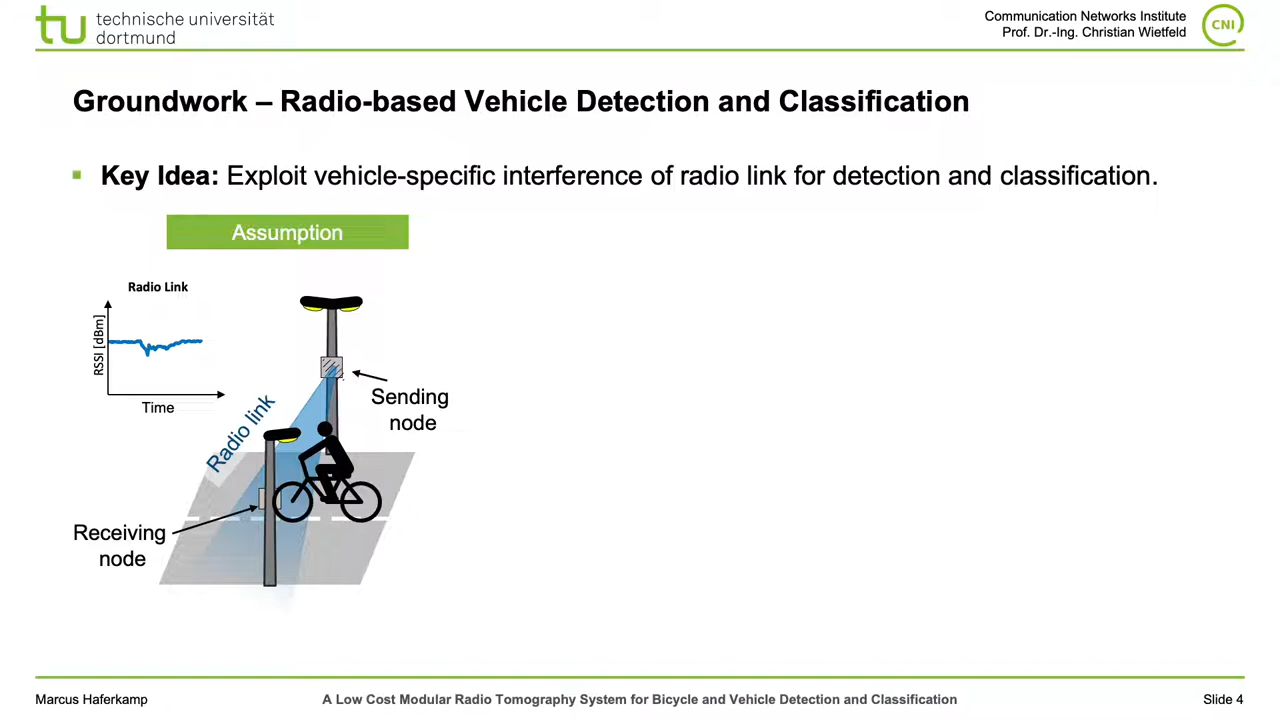 technische universität
dortmund
Communication Networks Institute
Prof. Dr.-Ing. Christian Wietfeld
CNI
Groundwork – Radio-based Vehicle Detection and Classification
Key Idea: Exploit vehicle-specific interference of radio link for detection and classification.
Assumption
Radio Link
RSSI [dBm]
Time
Radio link
Sending
node
Receiving
node
Marcus Haferkamp
A Low Cost Modular Radio Tomography System for Bicycle and Vehicle Detection and Classification
Slide 4